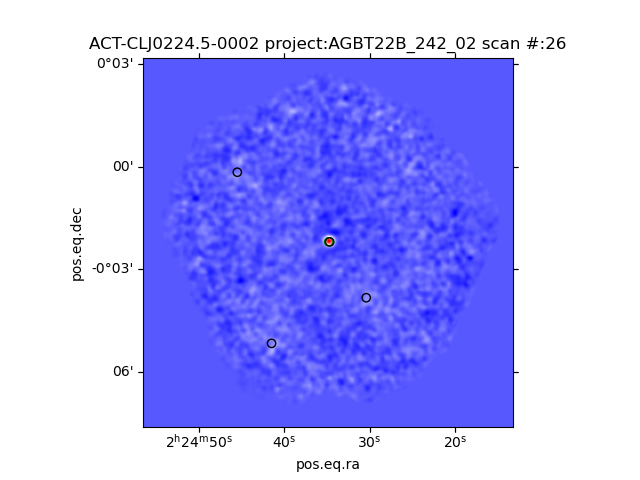 ACT-CLJ0224.5-0002 project:AGBT22B_242_02 scan #:26
0°03'
00'
-0°03'
06'
pos.eq.dec
2h24m50s 40s 30s 20s
pos.eq.ra